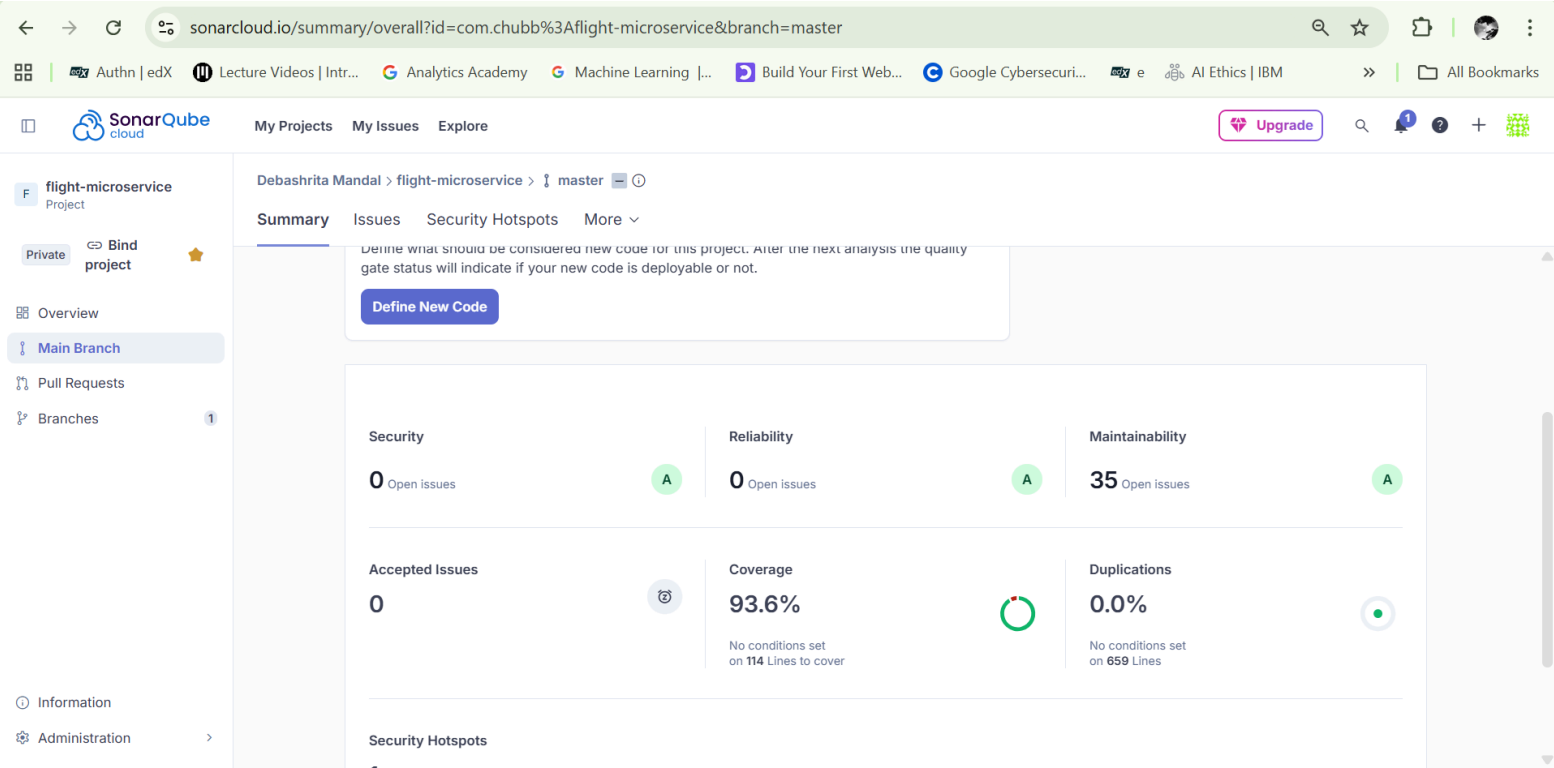 sonarcloud.io/summary/overall?id=com.chubb%3Aflight-microservice&branch=master
Authn | edX
Lecture Videos | Intr...
Analytics Academy
Machine Learning |...
Build Your First Web...
Google Cybersecuri...
e
AI Ethics | IBM
All Bookmarks
SonarQube
cloud
My Projects
My Issues
Explore
Upgrade
1
F
flight-microservice
Project
Private
Bind
project
Overview
Main Branch
Pull Requests
Branches
1
Information
Administration
Debashrita Mandal > flight-microservice > master
Summary
Issues
Security Hotspots
More
Define what should be considered new code for this project. After the next analysis the quality
gate status will indicate if your new code is deployable or not.
Define New Code
Security
0 Open issues
A
Reliability
0 Open issues
A
Maintainability
35 Open issues
A
Accepted Issues
0
Coverage
93.6%
No conditions set
on 114 Lines to cover
Duplications
0.0%
No conditions set
on 659 Lines
Security Hotspots